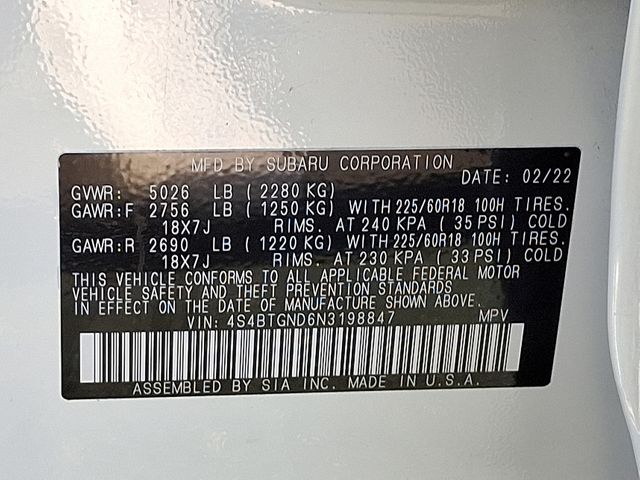 MFD BY SUBARU CORPORATION
DATE: 02/22
GVWR: 5026 LB (2280 KG)
GAWR:F 2756 LB (1250 KG) WITH 225/60R18 100H TIRES.
18X7J RIMS. AT 240 KPA (35 PSI) COLD
GAWR:R 2690 LB (1220 KG) WITH 225/60R18 100H TIRES.
18X7J RIMS. AT 230 KPA (33 PSI) COLD
THIS VEHICLE CONFORMS TO ALL APPLICABLE FEDERAL MOTOR
VEHICLE SAFETY AND THEFT PREVENTION STANDARDS
IN EFFECT ON THE DATE OF MANUFACTURE SHOWN ABOVE.
VIN: 4S4BTGND6N3198847 MPV
ASSEMBLED BY SIA INC. MADE IN U.S.A.